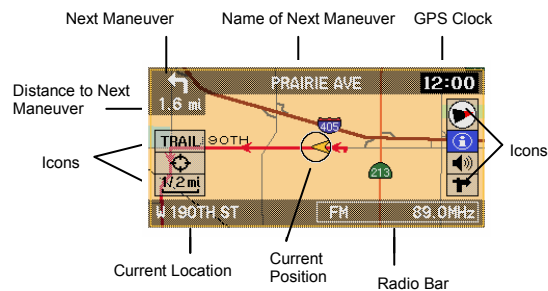 Next Maneuver
Name of Next Maneuver
GPS Clock
PRAIRIE AVE
12:00
Distance to Next
Maneuver
1.6 mi
405
TRAIL
190TH
Icons
Icons
213
1/2mi
W 190TH ST
FM 89.0MHz
Current Location
Current
Position
Radio Bar